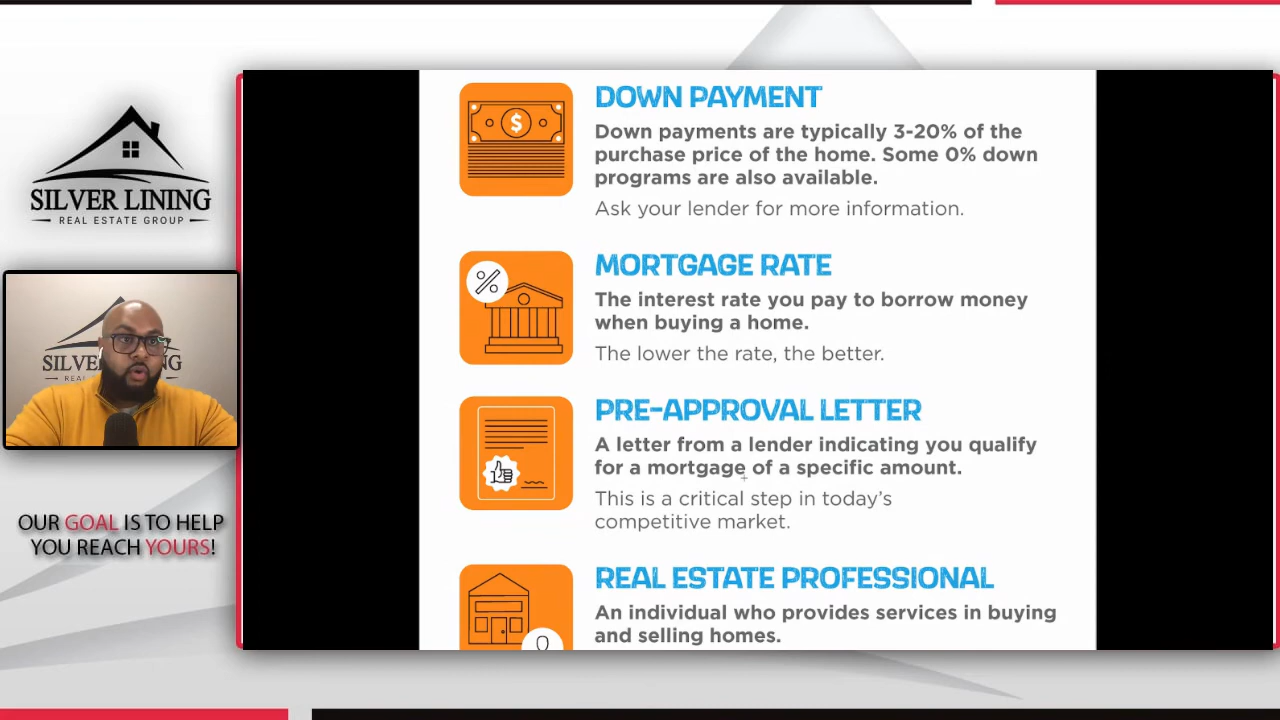 SILVER LINING
REAL ESTATE GROUP
SILVER LINING
OUR GOAL IS TO HELP
YOU REACH YOURS!
DOWN PAYMENT
Down payments are typically 3-20% of the
purchase price of the home. Some 0% down
programs are also available.
Ask your lender for more information.
MORTGAGE RATE
The interest rate you pay to borrow money
when buying a home.
The lower the rate, the better.
PRE-APPROVAL LETTER
A letter from a lender indicating you qualify
for a mortgage of a specific amount.
This is a critical step in today's
competitive market.
REAL ESTATE PROFESSIONAL
An individual who provides services in buying
and selling homes.